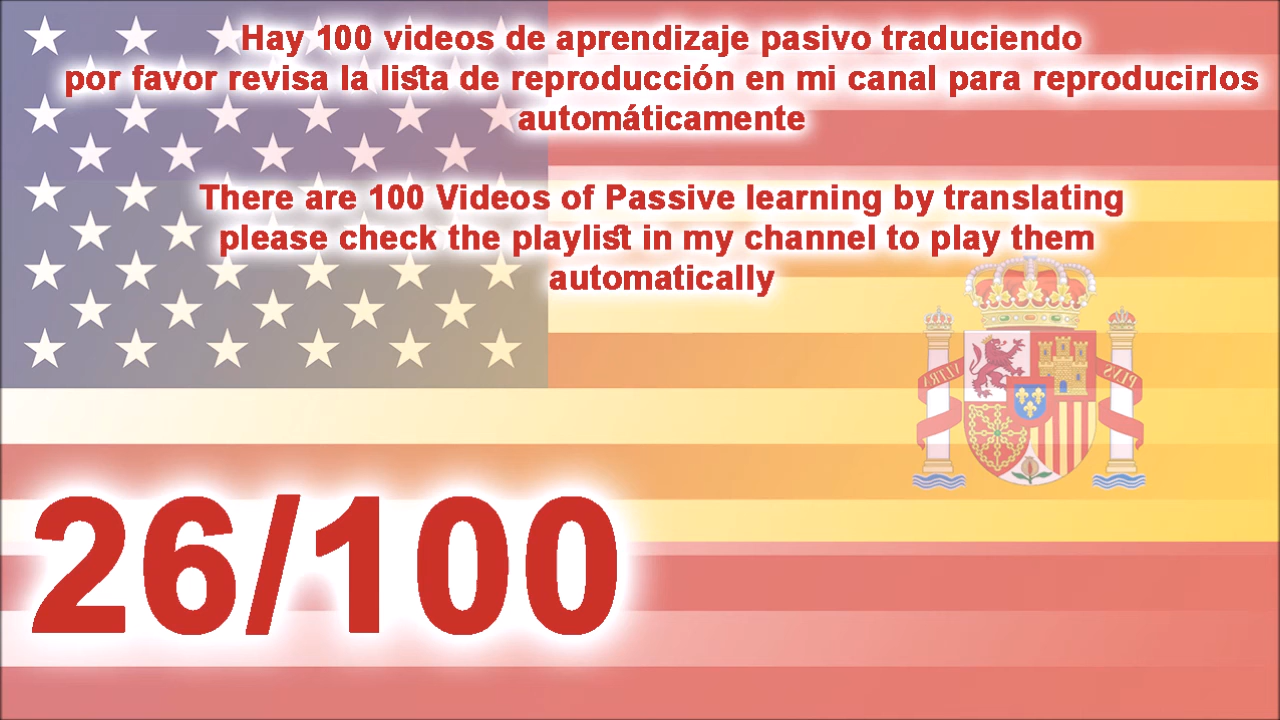 Hay 100 videos de aprendizaje pasivo traduciendo
por favor revisa la lista de reproducción en mi canal para reproducirlos
automáticamente
There are 100 Videos of Passive learning by translating
please check the playlist in my channel to play them
automatically
PLVS
26/100